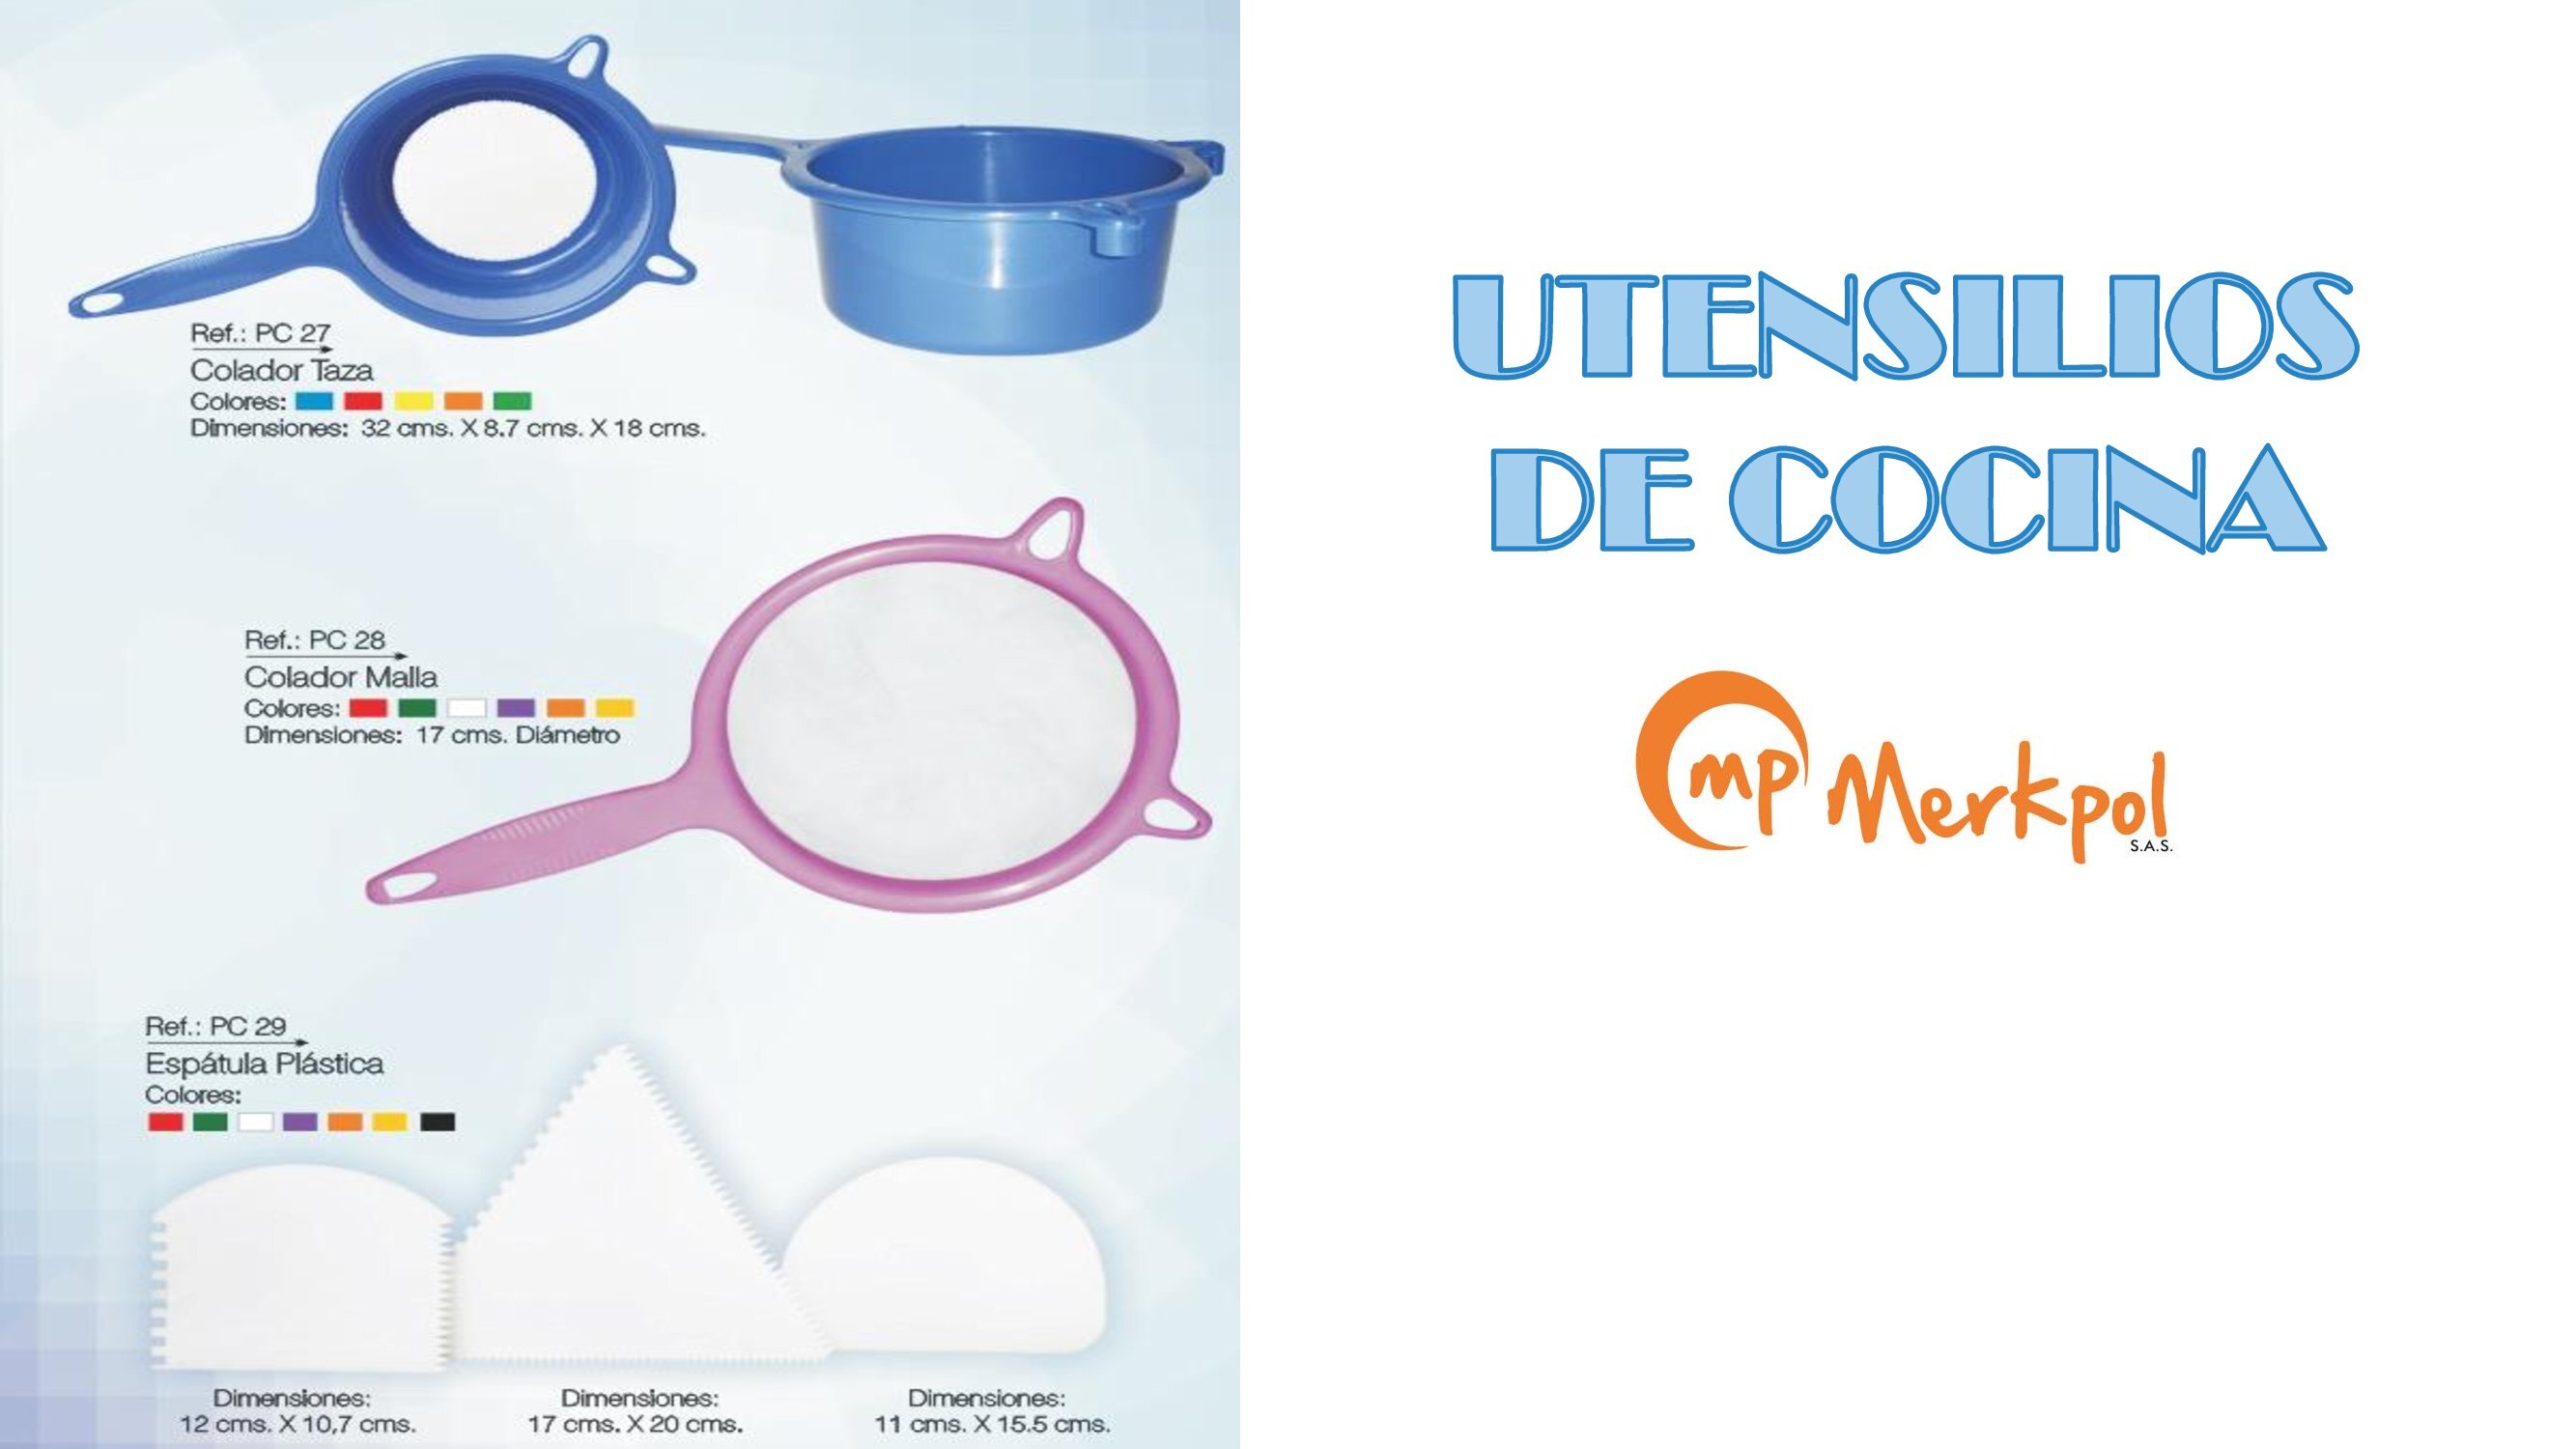 Ref.: PC 27
Colador Taza
Colores:
Dimensiones: 32 cms. X 8.7 cms. X 18 cms.
Ref.: PC 28
Colador Malla
Colores:
Dimensiones: 17 cms. Diámetro
Ref.: PC 29
Espátula Plástica
Colores:
Dimensiones:
12 cms. X 10,7 cms.
Dimensiones:
17 cms. X 20 cms.
Dimensiones:
11 cms. X 15.5 cms.
UTENSILIOS
DE COCINA
mp Merkpol
S.A.S.